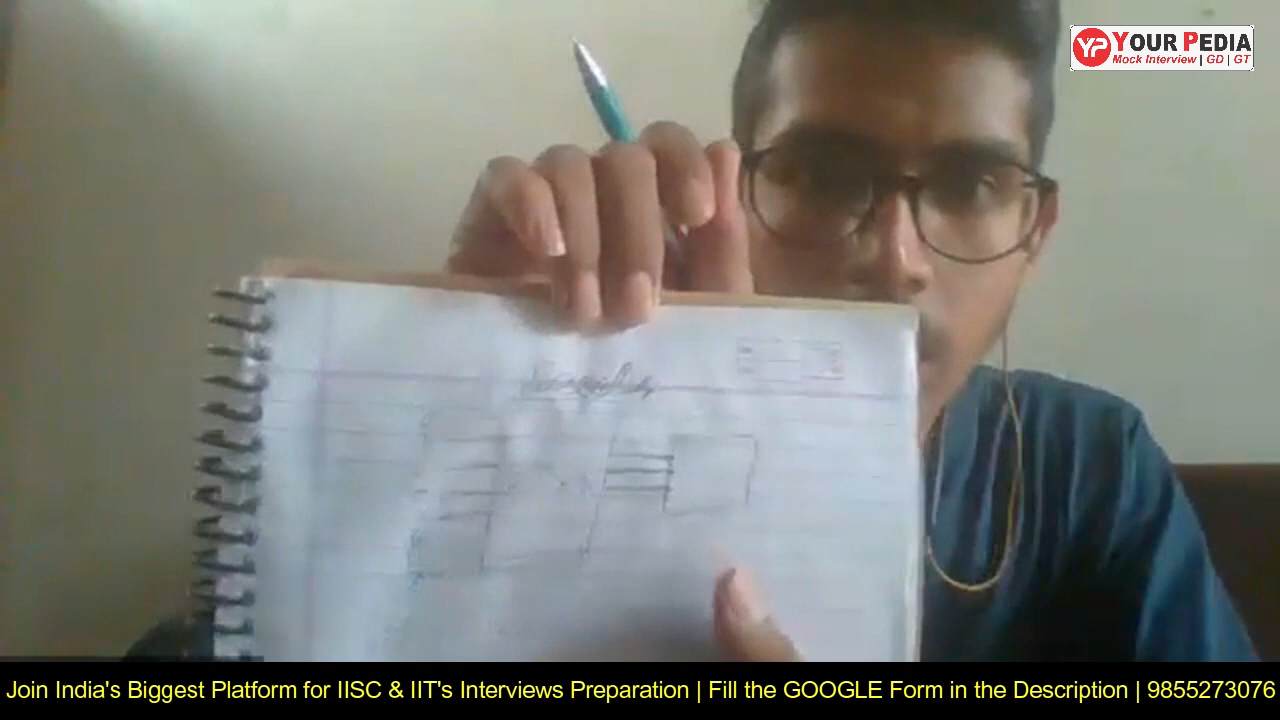 YP YOUR PEDIA
Mock Interview | GD | GT
Join India's Biggest Platform for IISC & IIT's Interviews Preparation | Fill the GOOGLE Form in the Description | 9855273076